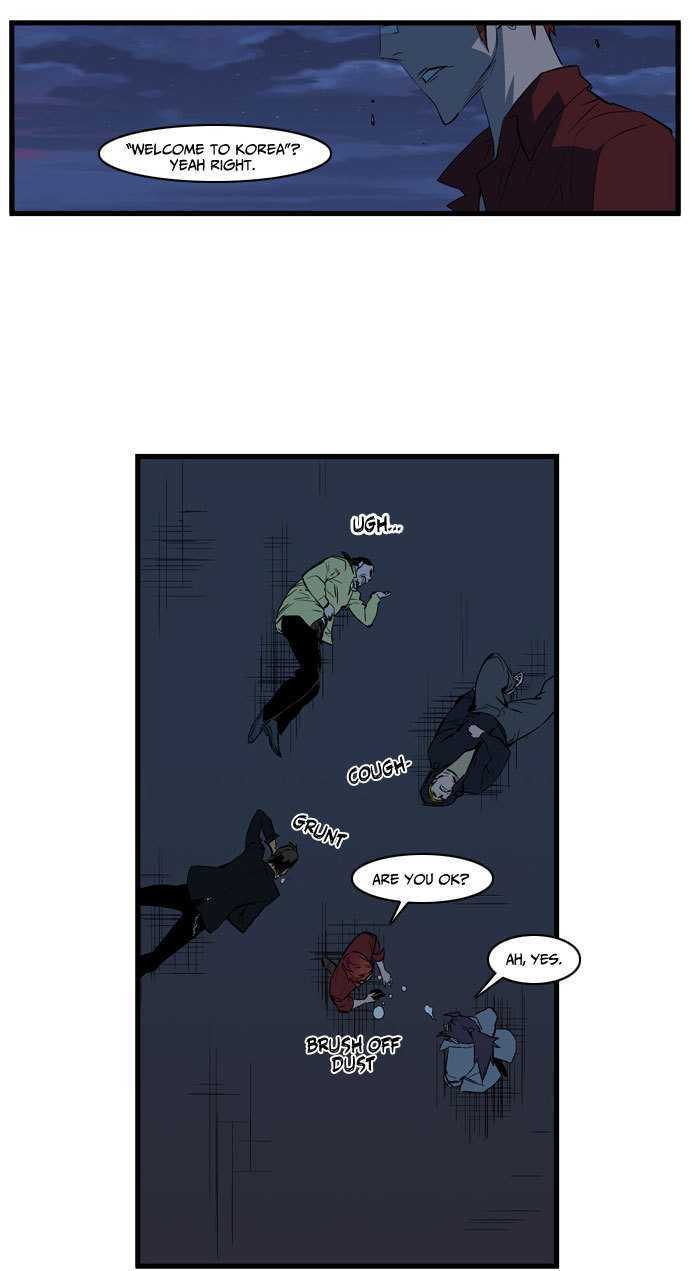 "WELCOME TO KOREA"?
YEAH RIGHT.
UGH...
COUGH-
GRUNT
ARE YOU OK?
AH, YES.
BRUSH OFF
DUST